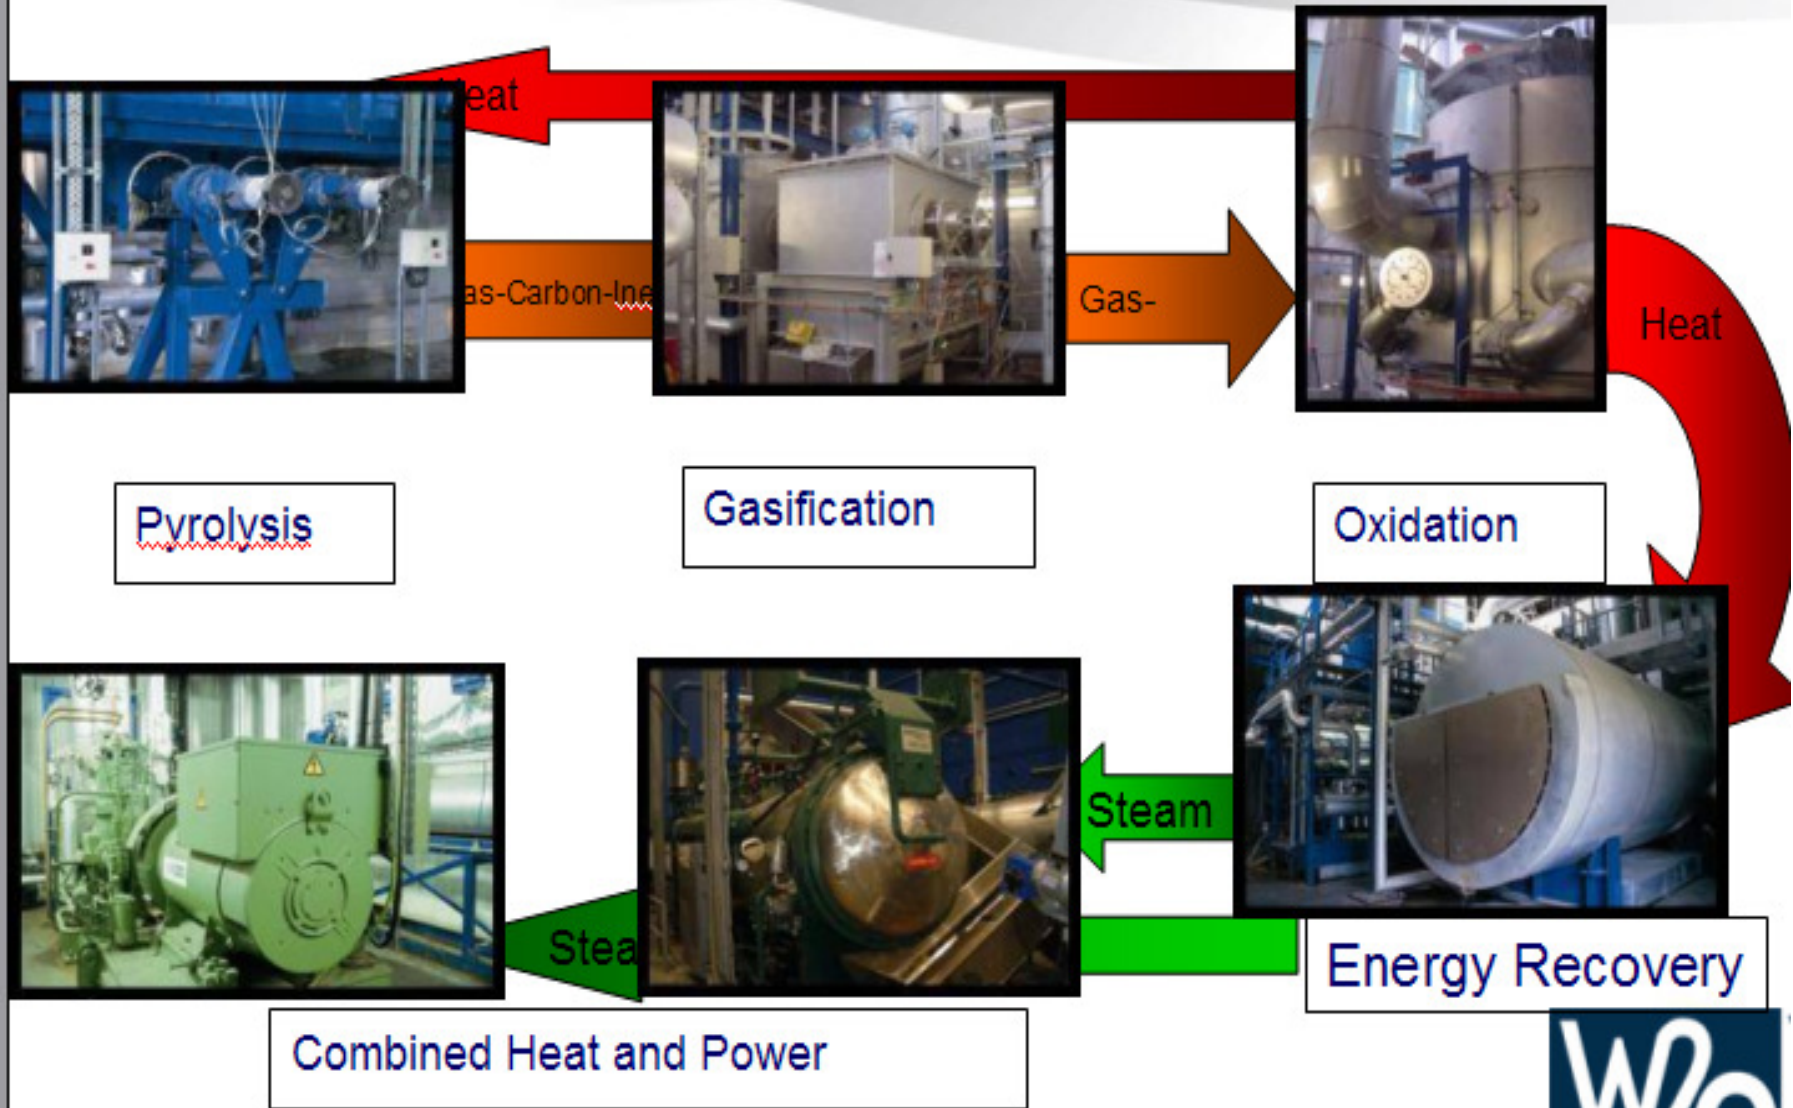 eat
as-Carbon-Ine
Gas-
Heat
Pyrolysis
Gasification
Oxidation
Steam
Stea
Energy Recovery
Combined Heat and Power